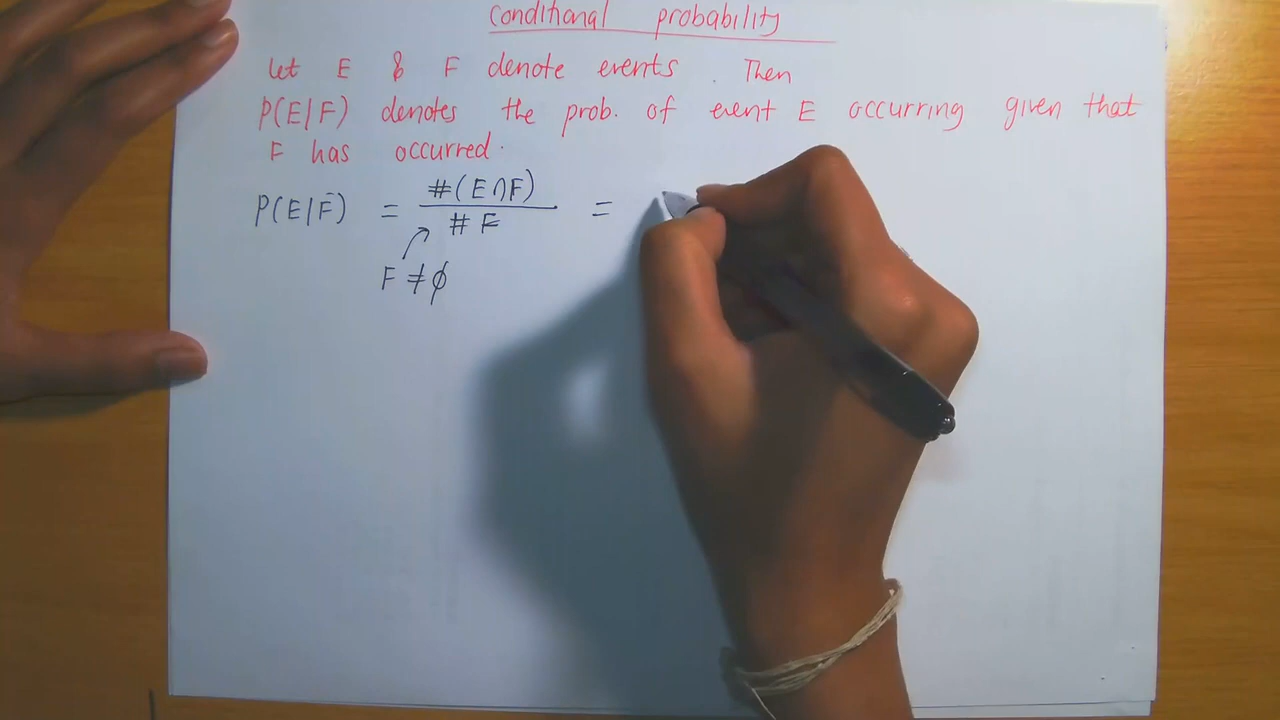 Conditional probability
let E & F denote events. Then
P(E|F) denotes the prob. of event E occurring given that
F has occurred.
P(E|F) = #(E∩F) / #F =
F ≠ ϕ